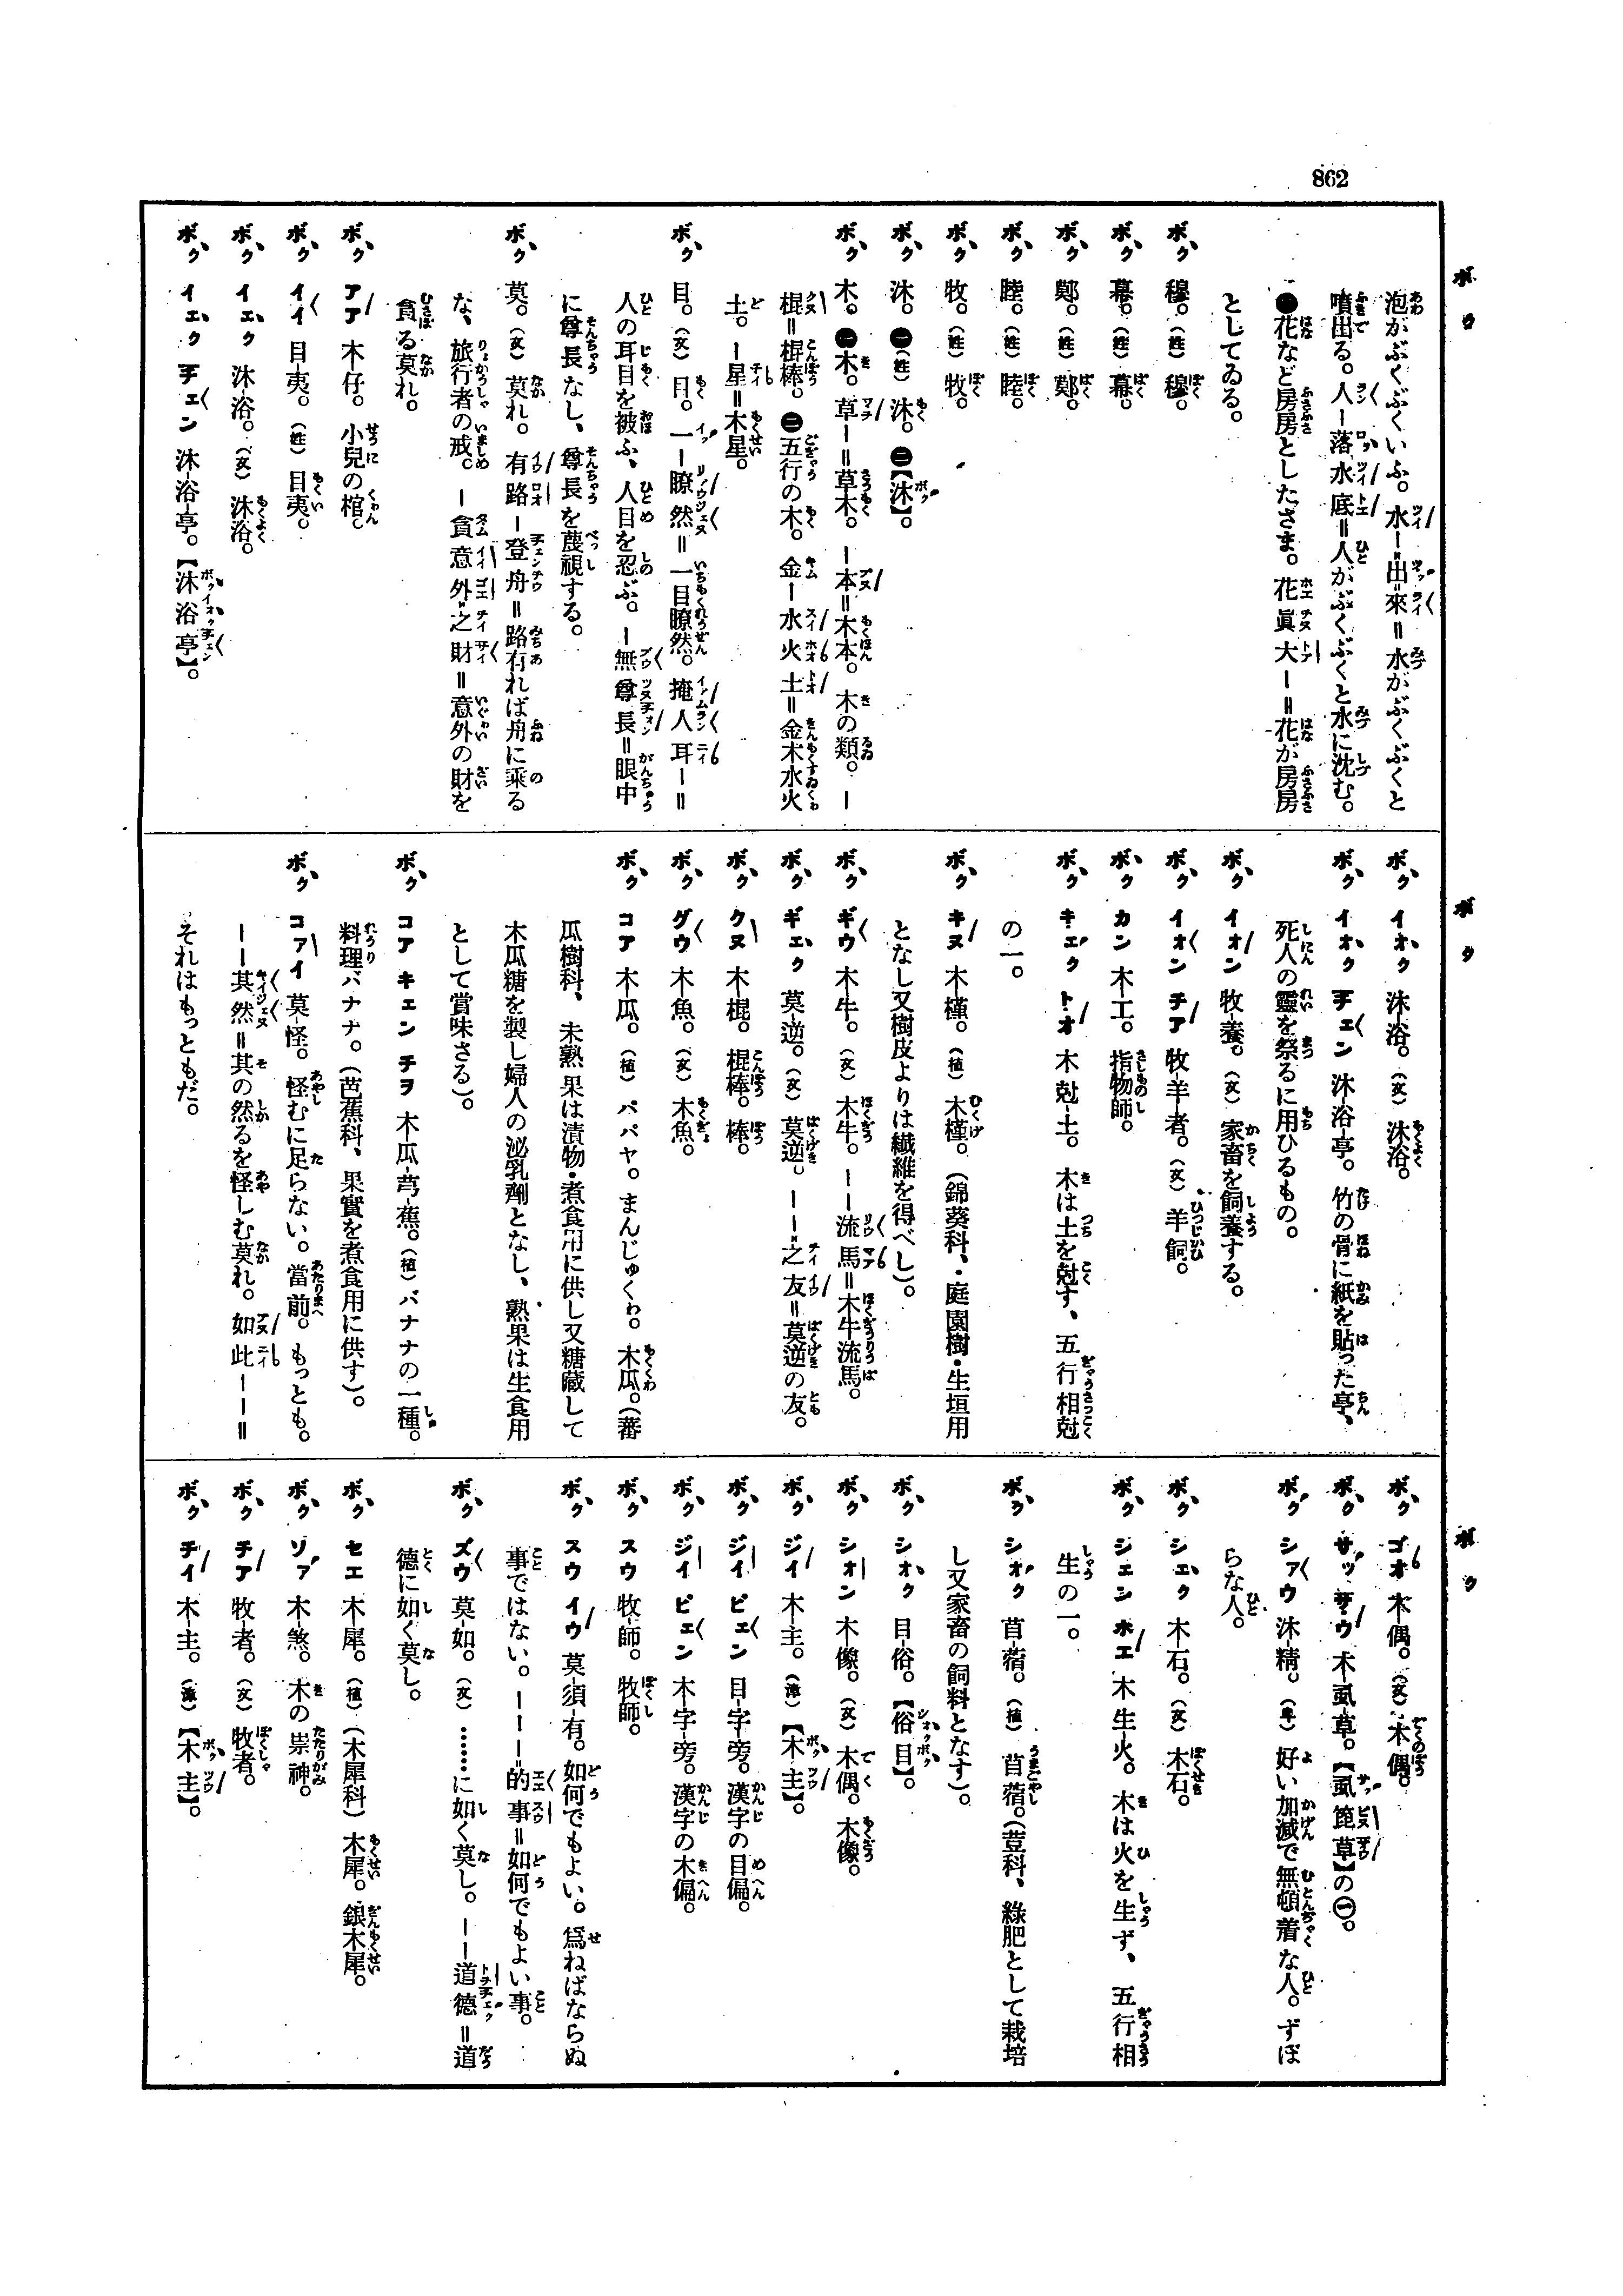 862
ボク
泡がぶくぶくいふ。水ー出來＝水がぶくぶくと
噴出る。人ー落水底＝人がぶくぶくと水に沈む。
花など房房としたさま。花眞大ー＝花が房房
としてゐる。
ボク 穆。（姓）穆。
ボク 幕。（姓）幕。
ボク 鄚。（姓）鄚。
ボク 睦。（姓）睦。
ボク 牧。（姓）牧。
ボク 沐。㊀（姓）沐。㊁【沐】。
ボク 木。㊀木。草ー＝草木。ー本＝木本。木の類。ー
棍＝棍棒。㊁五行の木。金ー水火土＝金木水火
土。ー星＝木星。
ボク 目。（文）目。一ー瞭然＝一目瞭然。掩人耳ー＝
人の耳目を被ふ、人目を忍ぶ。ー無尊長＝眼中
に尊長なし、尊長を蔑視する。
ボク 莫。（文）莫れ。有路ー登舟＝路有れば舟に乘る
な、旅行者の戒。ー貪意外之財＝意外の財を
貪る莫れ。
ボク アア 木仔。小兒の棺。
ボク イイ 目夷。（姓）目夷。
ボク イェク 沐浴。（文）沐浴。
ボク イェク チェン 沐浴亭。【沐浴亭】。
ボク
ボク イオク 沐浴。（文）沐浴。
ボク イオク チェン 沐浴亭。竹の骨に紙を貼った亭、
死人の靈を祭るに用ひるもの。
ボク イオン 牧養。（文）家畜を飼養する。
ボク イオン チア 牧羊者。（文）羊飼。
ボク カン 木工。指物師。
ボク キェク トオ 木尅土。木は土を尅す、五行相尅
の一。
ボク キヌ 木槿。（植）木槿。（錦葵科、庭園樹・生垣用
となし又樹皮よりは繊維を得べし）。
ボク ギウ 木牛。（文）木牛。ーー流馬＝木牛流馬。
ボク ギェク 莫逆。（文）莫逆。ーー之友＝莫逆の友。
ボク クヌ 木棍。棍棒。棒。
ボク グウ 木魚。（文）木魚。
ボク コア 木瓜。（植）パパヤ。まんじゅくわ。木瓜。（蕃
瓜樹科、未熟果は漬物・煮食用に供し又糖藏して
木瓜糖を製し婦人の泌乳劑となし、熟果は生食用
として賞味さる）。
ボク コア キェン チヲ 木瓜芎蕉。（植）バナナの一種。
料理バナナ。（芭蕉科、果實を煮食用に供す）。
ボク コァイ 莫怪。怪むに足らない。當前。もっとも。
ーー其然＝其の然るを怪しむ莫れ。如此ーー＝
それはもっともだ。
ボク
ボク ゴオ 木偶。（文）木偶。
ボク サッ ザウ 木虱草。【虱篦草】の㊀。
ボク シァウ 沐精。（卑）好い加減で無頓着な人。ずぼ
らな人。
ボク シェク 木石。（文）木石。
ボク シェン ホエ 木生火。木は火を生ず、五行相
生の一。
ボク シオク 苜蓿。（植）苜蓿。（荳科、綠肥として栽培
し又家畜の飼料となす）。
ボク シオク 目俗。【俗目】。
ボク シオン 木像。（文）木偶。木像。
ボク ジイ 木主。（漳）【木主】。
ボク ジイ ピェン 目字旁。漢字の目偏。
ボク ジイ ピェン 木字旁。漢字の木偏。
ボク スウ 牧師。牧師。
ボク スウ イウ 莫須有。如何でもよい。爲ねばならぬ
事ではない。ーーー的事＝如何でもよい事。
ボク ズウ 莫如。（文）……に如く莫し。ーー道德＝道
德に如く莫し。
ボク セエ 木犀。（植）（木犀科）木犀。銀木犀。
ボク ソァ 木煞。木の祟神。
ボク チア 牧者。（文）牧者。
ボク チイ 木主。（漳）【木主】。